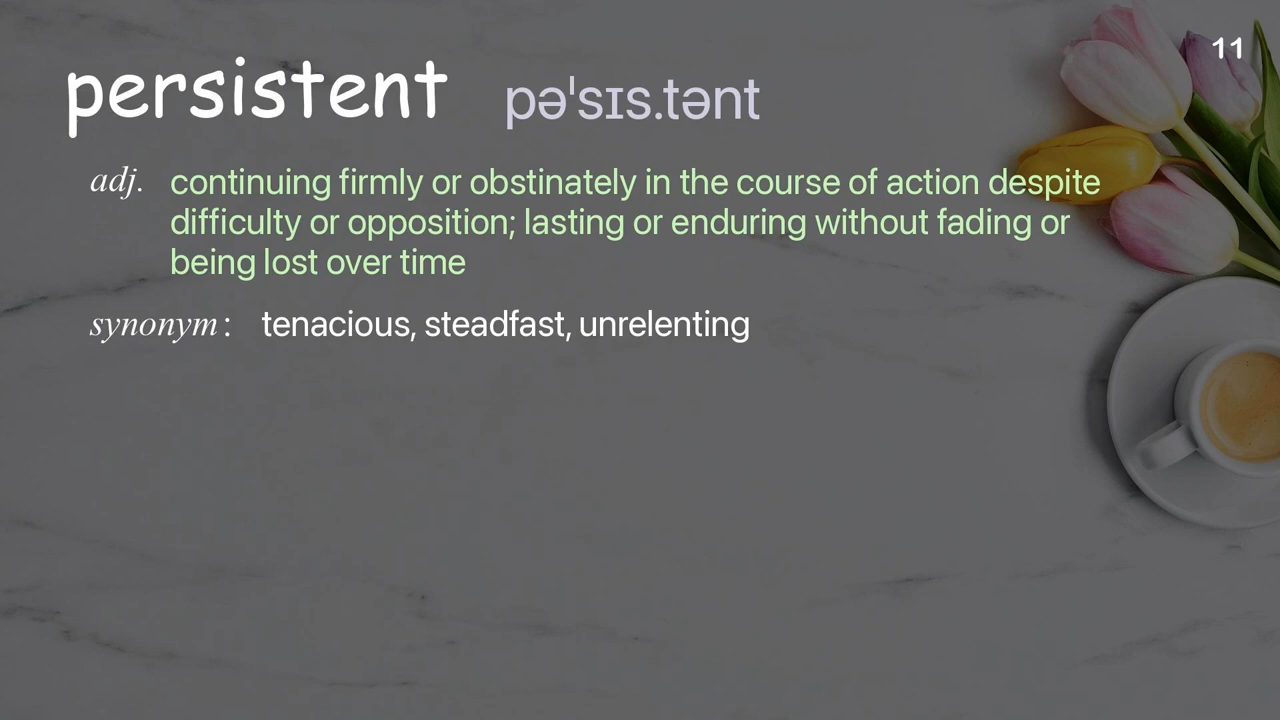 11
persistent pəˈsɪs.tənt
adj. continuing firmly or obstinately in the course of action despite
difficulty or opposition; lasting or enduring without fading or
being lost over time
synonym : tenacious, steadfast, unrelenting